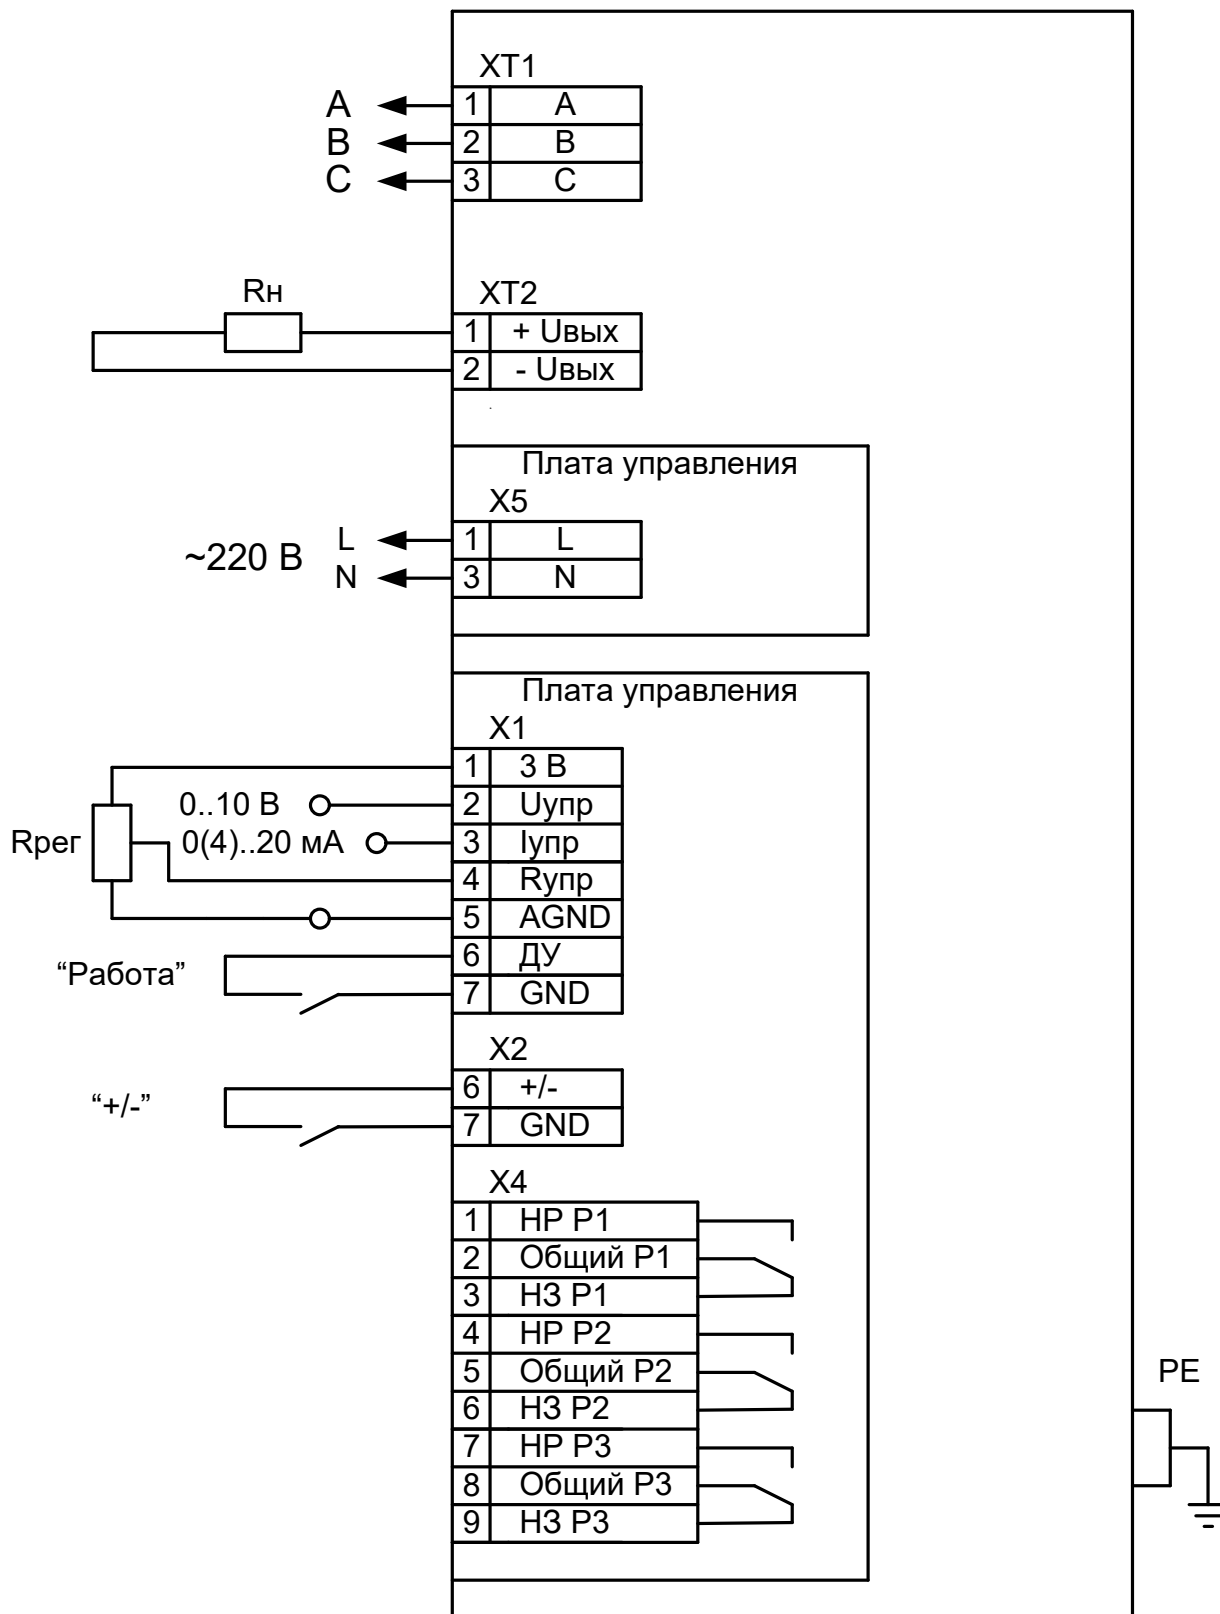 XT1
A 1 A
B 2 B
C 3 C
Rн
XT2
1 + Uвых
2 - Uвых
Плата управления
X5
~220 В
L 1 L
N 3 N
Плата управления
X1
1 3 В
0..10 В 2 Uупр
Rрег 0(4)..20 мА 3 Iупр
4 Rупр
5 AGND
6 ДУ
“Работа”
7 GND
X2
6 +/-
“+/-”
7 GND
X4
1 НР Р1
2 Общий Р1
3 НЗ Р1
4 НР Р2
5 Общий Р2
6 НЗ Р2
7 НР Р3
8 Общий Р3
9 НЗ Р3
PE